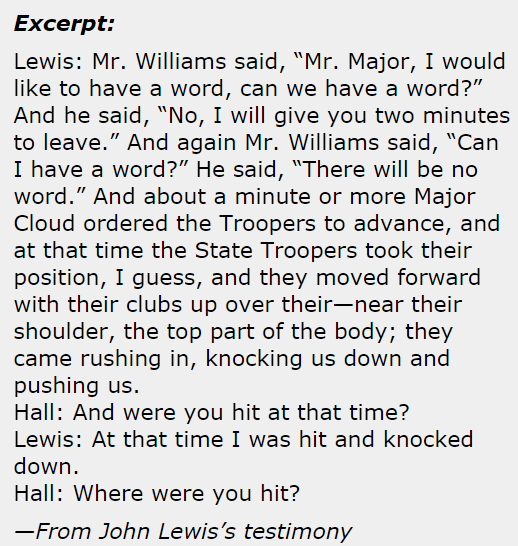 Excerpt:
Lewis: Mr. Williams said, “Mr. Major, I would
like to have a word, can we have a word?”
And he said, “No, I will give you two minutes
to leave.” And again Mr. Williams said, “Can
I have a word?” He said, “There will be no
word.” And about a minute or more Major
Cloud ordered the Troopers to advance, and
at that time the State Troopers took their
position, I guess, and they moved forward
with their clubs up over their—near their
shoulder, the top part of the body; they
came rushing in, knocking us down and
pushing us.
Hall: And were you hit at that time?
Lewis: At that time I was hit and knocked
down.
Hall: Where were you hit?
—From John Lewis’s testimony